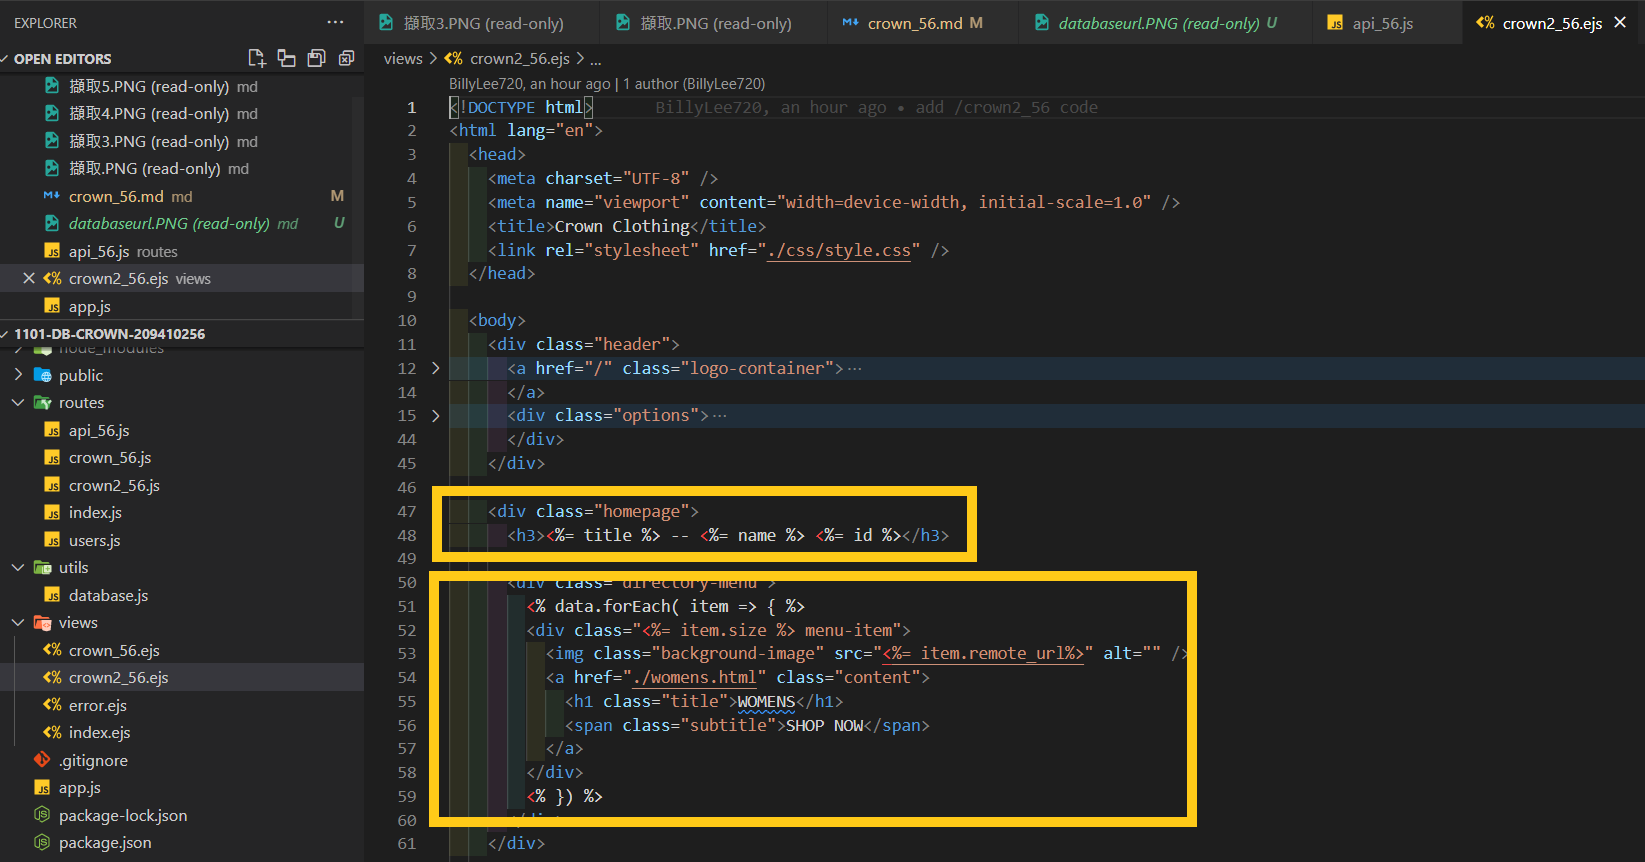 EXPLORER
OPEN EDITORS
擷取5.PNG (read-only) md
擷取4.PNG (read-only) md
擷取3.PNG (read-only) md
擷取.PNG (read-only) md
crown_56.md md M
databaseurl.PNG (read-only) md U
api_56.js routes
crown2_56.ejs views
app.js
1101-DB-CROWN-209410256
node_modules
public
routes
api_56.js
crown_56.js
crown2_56.js
index.js
users.js
utils
database.js
views
crown_56.ejs
crown2_56.ejs
error.ejs
index.ejs
.gitignore
app.js
package-lock.json
package.json
擷取3.PNG (read-only)
擷取.PNG (read-only)
crown_56.md M
databaseurl.PNG (read-only) U
api_56.js
crown2_56.ejs
views > crown2_56.ejs > ...
BillyLee720, an hour ago | 1 author (BillyLee720)
1 <!DOCTYPE html> BillyLee720, an hour ago • add /crown2_56 code
2 <html lang="en">
3 <head>
4 <meta charset="UTF-8" />
5 <meta name="viewport" content="width=device-width, initial-scale=1.0" />
6 <title>Crown Clothing</title>
7 <link rel="stylesheet" href="./css/style.css" />
8 </head>
9
10 <body>
11 <div class="header">
12 <a href="/" class="logo-container">…
14 </a>
15 <div class="options">…
44 </div>
45 </div>
46
47 <div class="homepage">
48 <h3><%= title %> -- <%= name %> <%= id %></h3>
49
50 <div class="directory-menu">
51 <% data.forEach( item => { %>
52 <div class="<%= item.size %> menu-item">
53 <img class="background-image" src="<%= item.remote_url%>" alt="" />
54 <a href="./womens.html" class="content">
55 <h1 class="title">WOMENS</h1>
56 <span class="subtitle">SHOP NOW</span>
57 </a>
58 </div>
59 <% }) %>
60 </div>
61 </div>